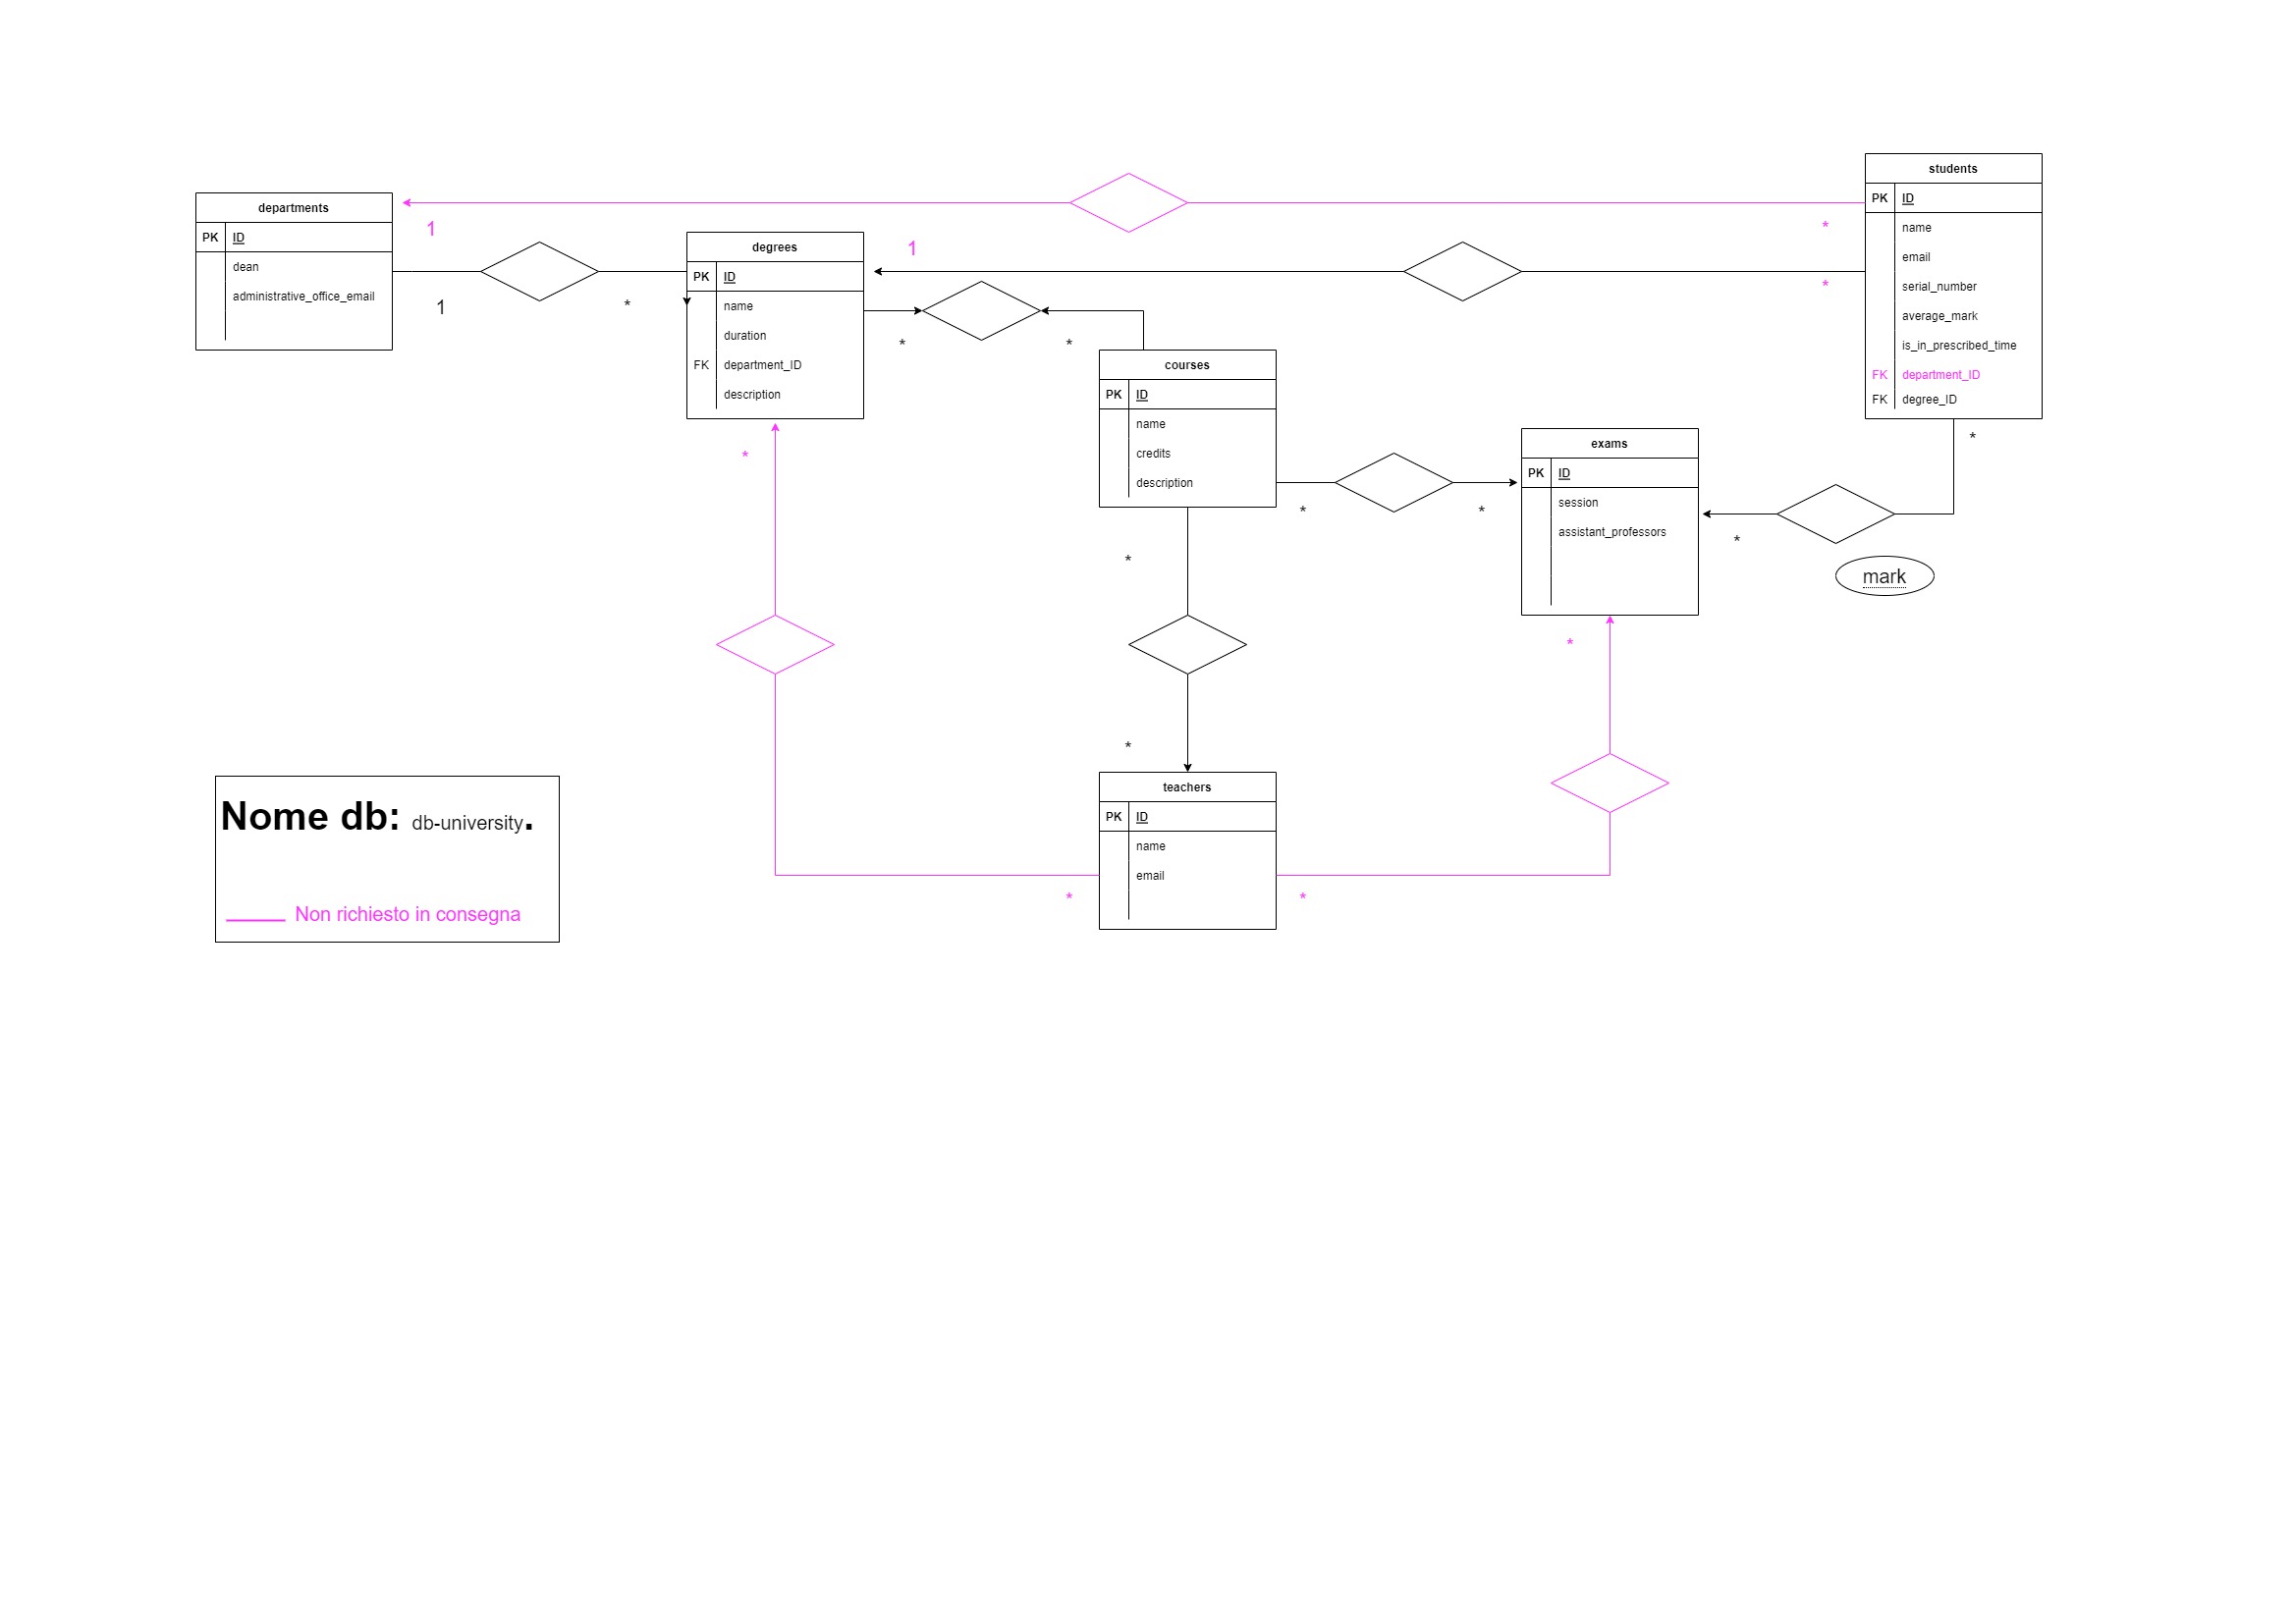 departments
PK ID
dean
administrative_office_email
1
*
1
degrees
PK ID
name
duration
FK department_ID
description
1
*
*
*
courses
PK ID
name
credits
description
*
*
*
*
students
PK ID
name
email
serial_number
average_mark
is_in_prescribed_time
FK department_ID
FK degree_ID
*
*
*
exams
PK ID
session
assistant_professors
*
mark
*
*
teachers
PK ID
name
email
*
*
Nome db: db-university.
Non richiesto in consegna